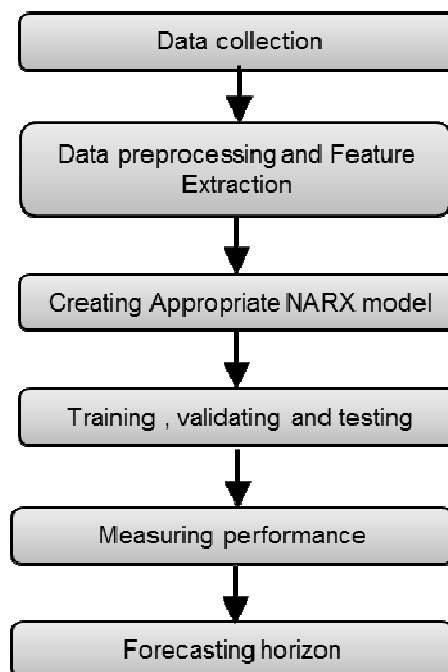 Data collection
Data preprocessing and Feature
Extraction
Creating Appropriate NARX model
Training , validating and testing
Measuring performance
Forecasting horizon